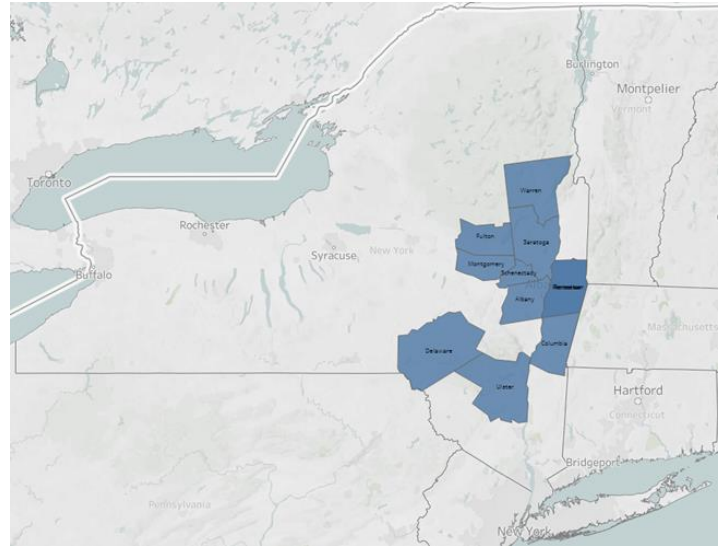 Burlington
Montpelier
Vermont
Toronto
Warren
Rochester
Fulton
Saratoga
Syracuse
New York
Buffalo
Montgomery
Schenectady
Albany
Massachusetts
Columbia
Delaware
Ulster
Hartford
Connecticut
Bridgeport
Pennsylvania
New York